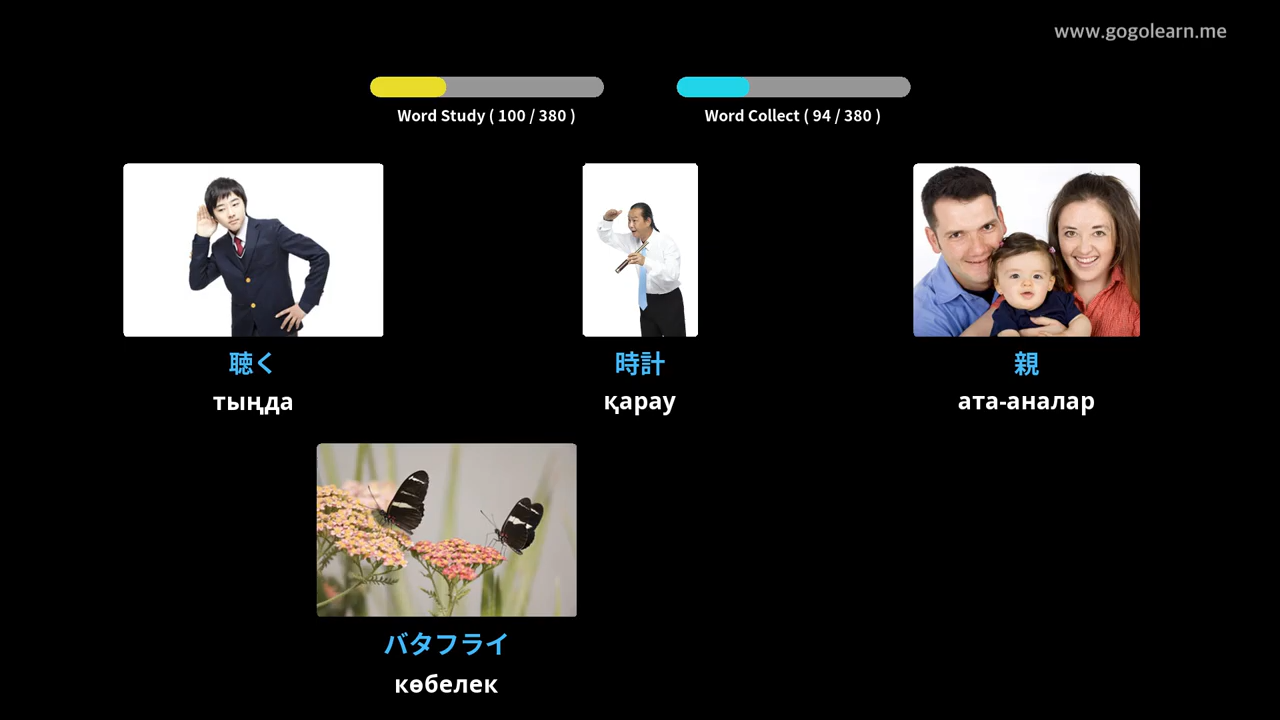 www.gogolearn.me
Word Study ( 100 / 380 )
Word Collect ( 94 / 380 )
聴く
тыңда
時計
қарау
親
ата-аналар
バタフライ
көбелек